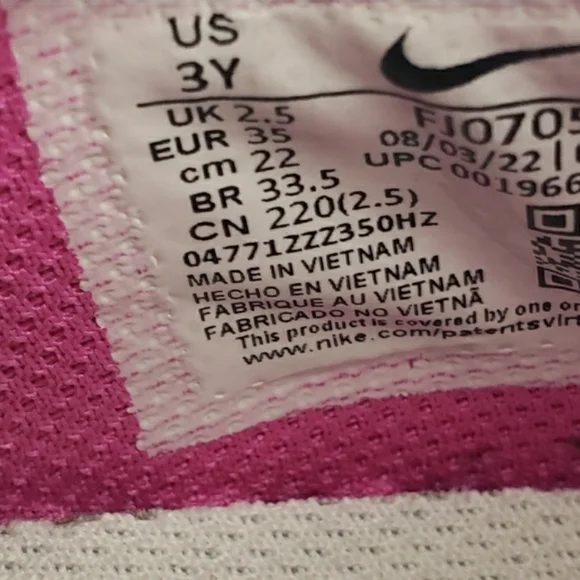 US
3Y
UK 2.5
EUR 35
cm 22
BR 33.5
CN 220(2.5)
04771ZZZ350HZ
MADE IN VIETNAM
HECHO EN VIETNAM
FABRIQUE AU VIETNAM
FABRICADO NO VIETNÃ
This product is covered by one or
www.nike.com/patentsvirt
FJ0705
08/03/22
UPC 001966